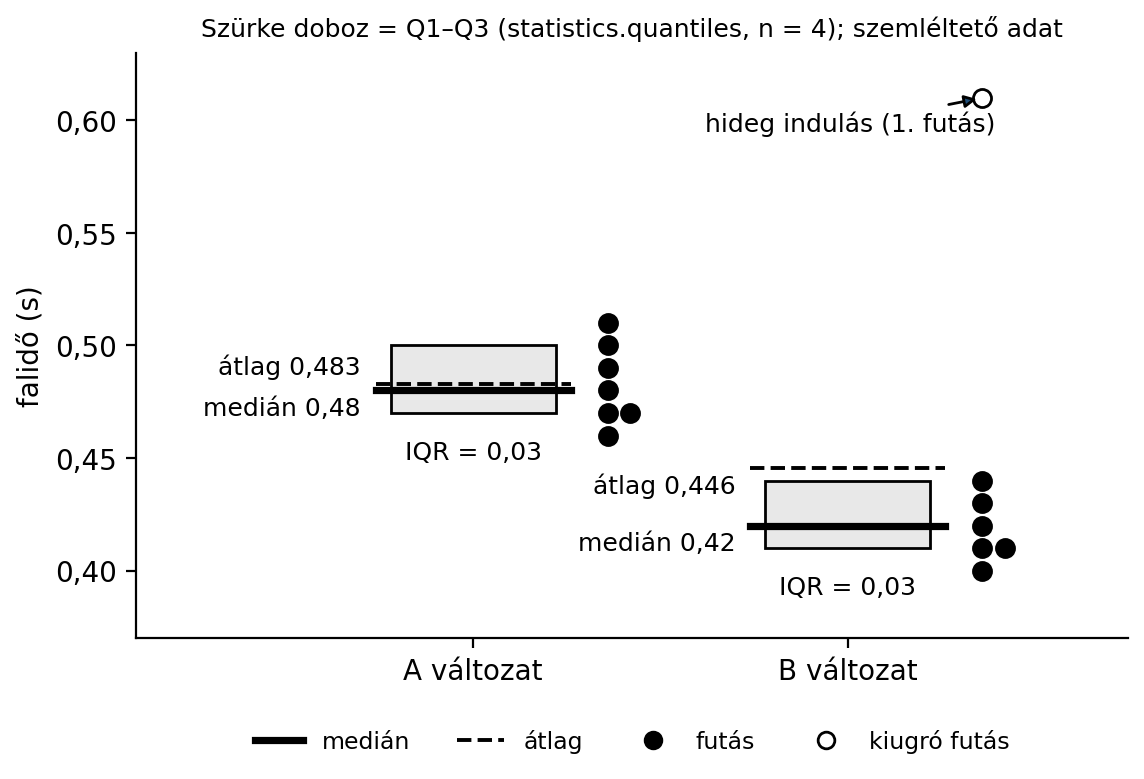 Szürke doboz = Q1–Q3 (statistics.quantiles, n = 4); szemléltető adat
falidő (s)
0,60
0,55
0,50
0,45
0,40
hideg indulás (1. futás)
átlag 0,483
medián 0,48
IQR = 0,03
átlag 0,446
medián 0,42
IQR = 0,03
A változat
B változat
medián
átlag
futás
kiugró futás